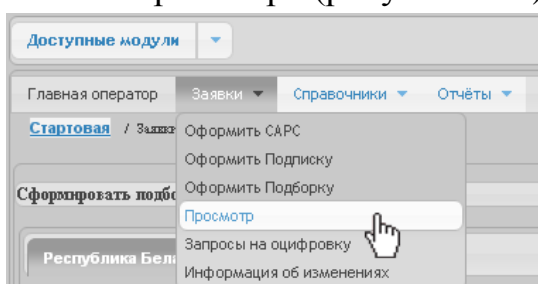 Доступные модули
Главная оператор Заявки Справочники Отчёты
Стартовая / Заявк
Оформить САРС
Оформить Подписку
Сформировать подбо Оформить Подборку
Просмотр
Запросы на оцифровку
Республика Бел
Информация об изменениях